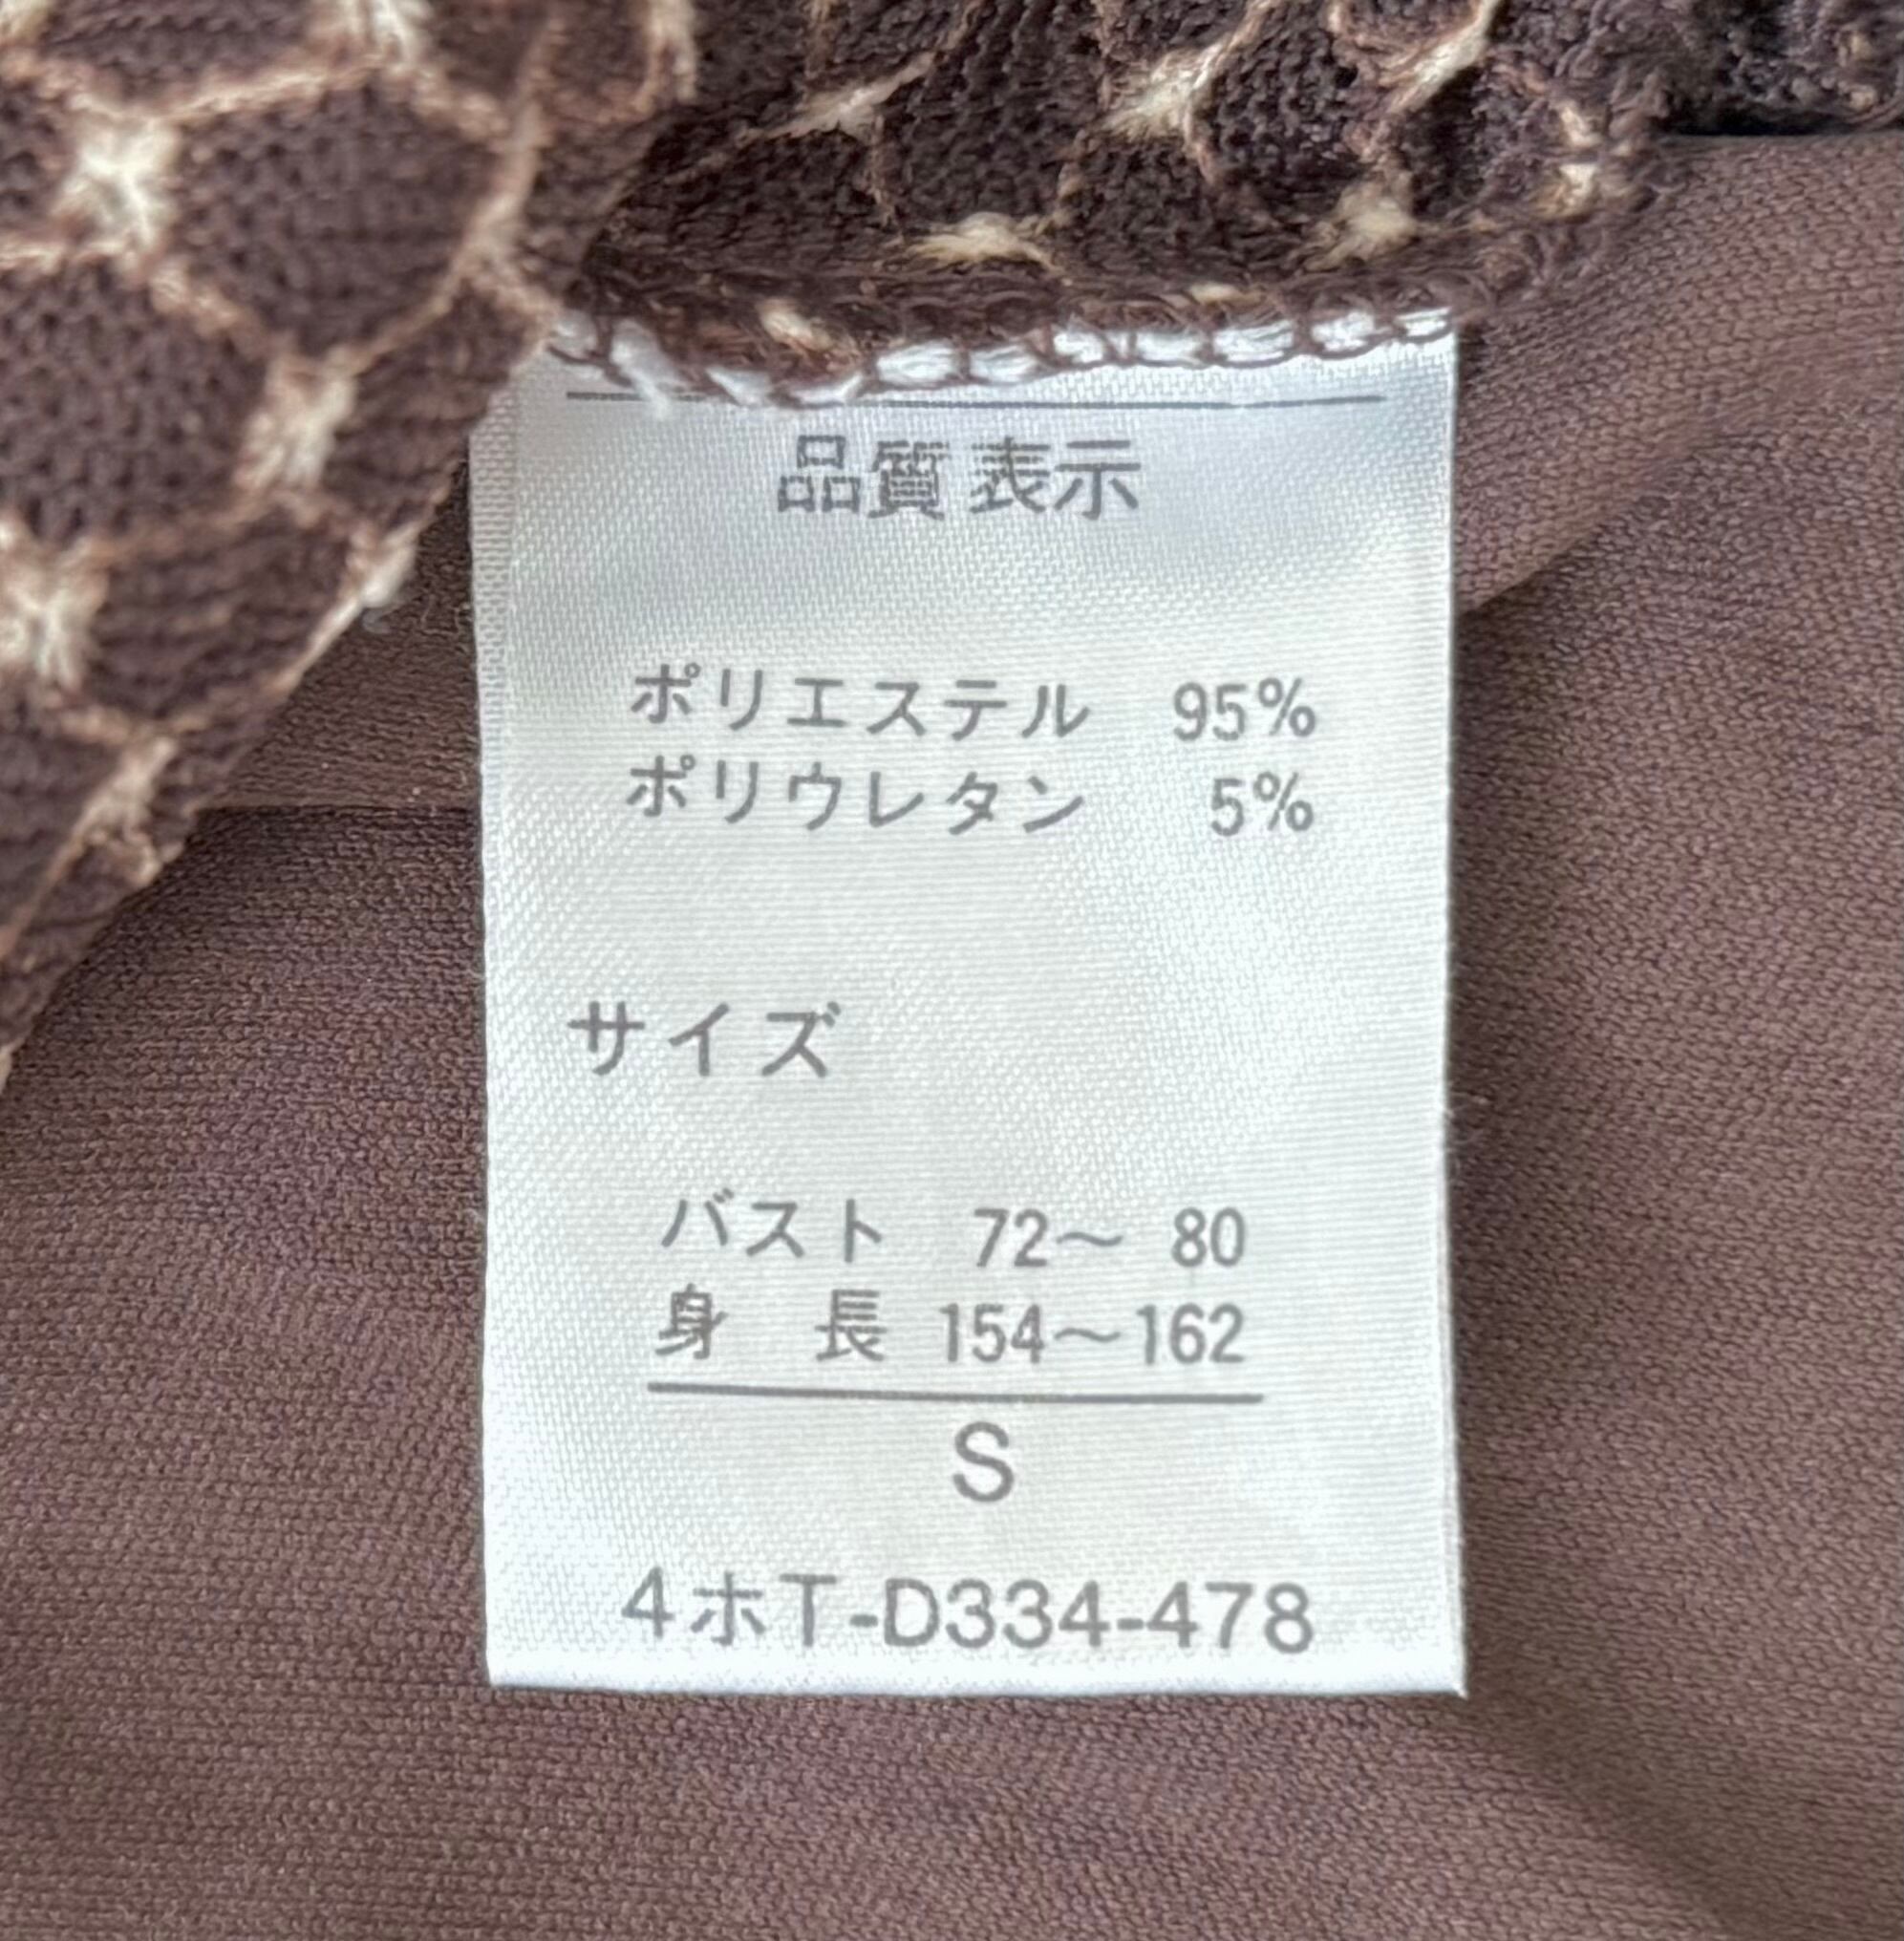 品質表示
ポリエステル 95%
ポリウレタン 5%
サイズ
バスト 72〜 80
身 長 154〜162
S
4ホT-D334-478